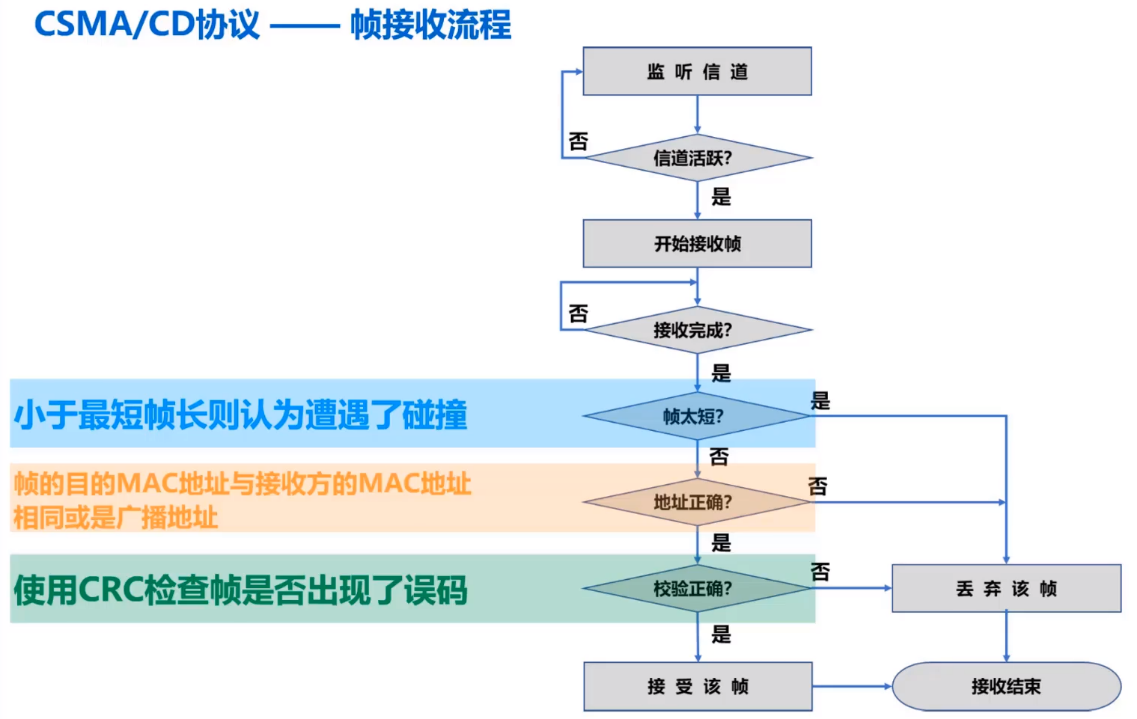 CSMA/CD协议 —— 帧接收流程
监 听 信 道
否
信道活跃?
是
开始接收帧
否
接收完成?
是
小于最短帧长则认为遭遇了碰撞
帧太短?
是
否
帧的目的MAC地址与接收方的MAC地址
相同或是广播地址
地址正确?
否
是
使用CRC检查帧是否出现了误码
校验正确?
否
丢 弃 该 帧
是
接 受 该 帧
接收结束